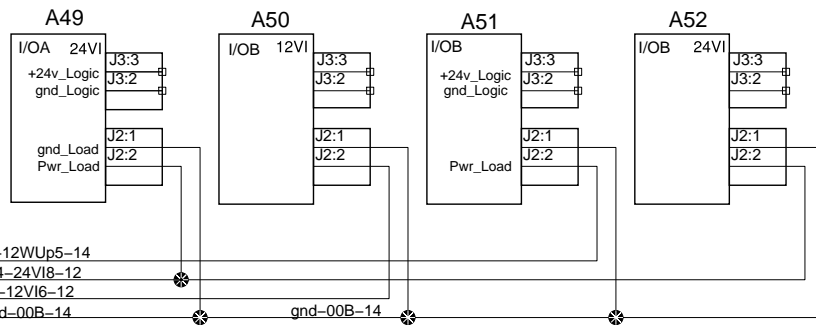 A49
A50
A51
A52
I/OA 24VI
J3:3
+24v_Logic
J3:2
gnd_Logic
J2:1
gnd_Load
J2:2
Pwr_Load
I/OB 12VI
J3:3
J3:2
J2:1
J2:2
I/OB
J3:3
+24v_Logic
J3:2
gnd_Logic
J2:1
J2:2
Pwr_Load
I/OB 24VI
J3:3
J3:2
J2:1
J2:2
-12WUp5-14
4-24VI8-12
-12VI6-12
d-00B-14
gnd-00B-14